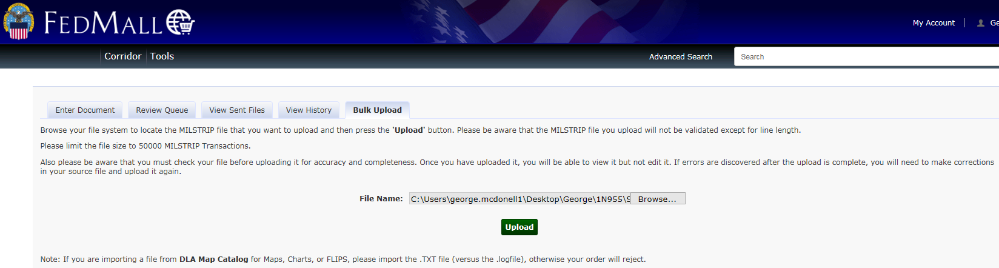 FEDMALL
My Account
Corridor Tools Advanced Search Search
Enter Document Review Queue View Sent Files View History Bulk Upload
Browse your file system to locate the MILSTRIP file that you want to upload and then press the 'Upload' button. Please be aware that the MILSTRIP file you upload will not be validated except for line length.
Please limit the file size to 50000 MILSTRIP Transactions.
Also please be aware that you must check your file before uploading it for accuracy and completeness. Once you have uploaded it, you will be able to view it but not edit it. If errors are discovered after the upload is complete, you will need to make corrections
in your source file and upload it again.
File Name: C:\Users\george.mcdonell1\Desktop\George\1N955\S Browse...
Upload
Note: If you are importing a file from DLA Map Catalog for Maps, Charts, or FLIPS, please import the .TXT file (versus the .logfile), otherwise your order will reject.